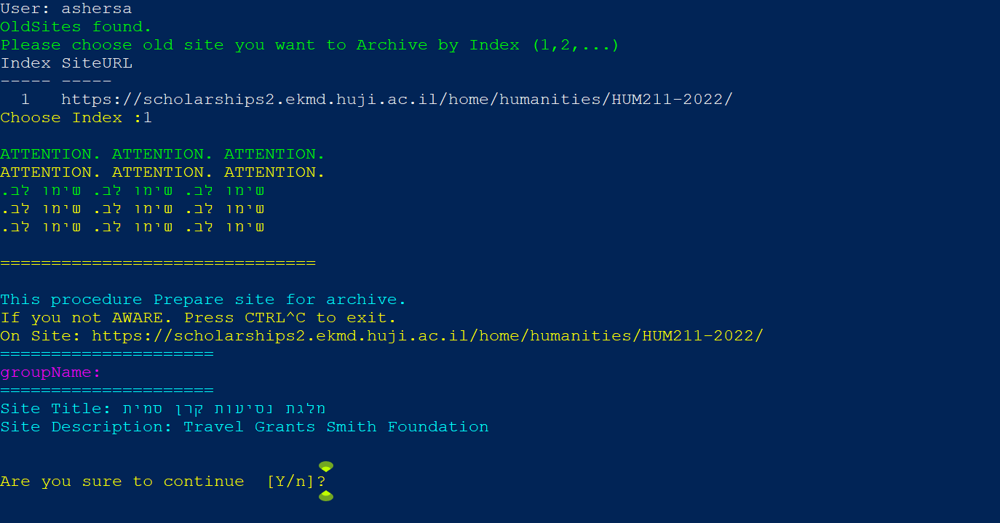 User: ashersa
OldSites found.
Please choose old site you want to Archive by Index (1,2,...)
Index SiteURL
----- -----
1 https://scholarships2.ekmd.huji.ac.il/home/humanities/HUM211-2022/
Choose Index :1
ATTENTION. ATTENTION. ATTENTION.
ATTENTION. ATTENTION. ATTENTION.
שימו לב. שימו לב. שימו לב.
שימו לב. שימו לב. שימו לב.
שימו לב. שימו לב. שימו לב.
===============================
This procedure Prepare site for archive.
If you not AWARE. Press CTRL^C to exit.
On Site: https://scholarships2.ekmd.huji.ac.il/home/humanities/HUM211-2022/
=====================
groupName:
=====================
Site Title: מלגת נסיעות קרן סמית
Site Description: Travel Grants Smith Foundation
Are you sure to continue  [Y/n]?